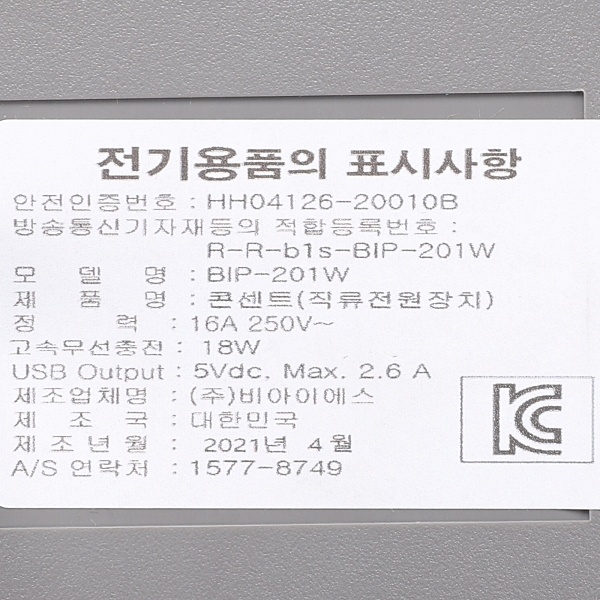 전기용품의 표시사항
안전인증번호 : HH04126-20010B
방송통신기자재등의 적합등록번호 :
R-R-b1s-BIP-201W
모 델 명 : BIP-201W
제 품 명 : 콘센트(직류전원장치)
정 력 : 16A 250V~
고속무선충전 : 18W
USB Output : 5Vdc. Max. 2.6 A
제조업체명 : (주)비아이에스
제 조 국 : 대한민국
제 조 년 월 : 2021년 4월
A/S 연락처 : 1577-8749
KC